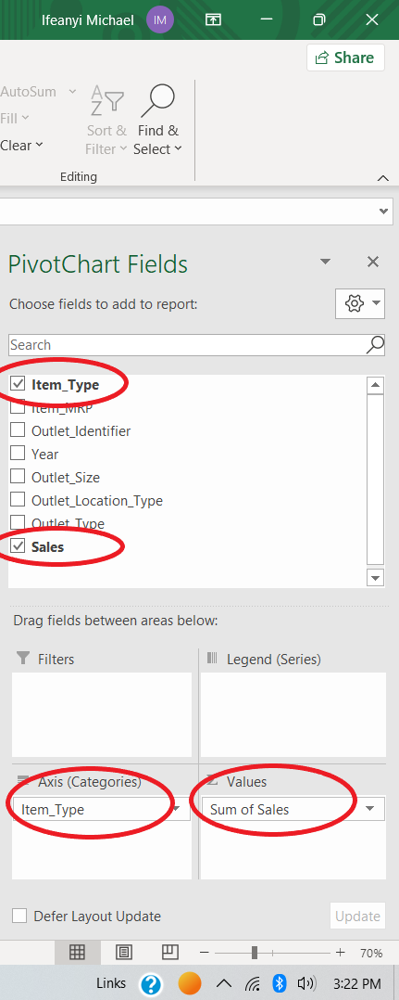 Ifeanyi Michael IM
Share
AutoSum
Fill
Clear
Sort & Filter
Find & Select
Editing
PivotChart Fields
Choose fields to add to report:
Search
Item_Type
Item_MRP
Outlet_Identifier
Year
Outlet_Size
Outlet_Location_Type
Outlet_Type
Sales
Drag fields between areas below:
Filters
Legend (Series)
Axis (Categories)
Item_Type
Values
Sum of Sales
Defer Layout Update
Update
70%
Links
3:22 PM